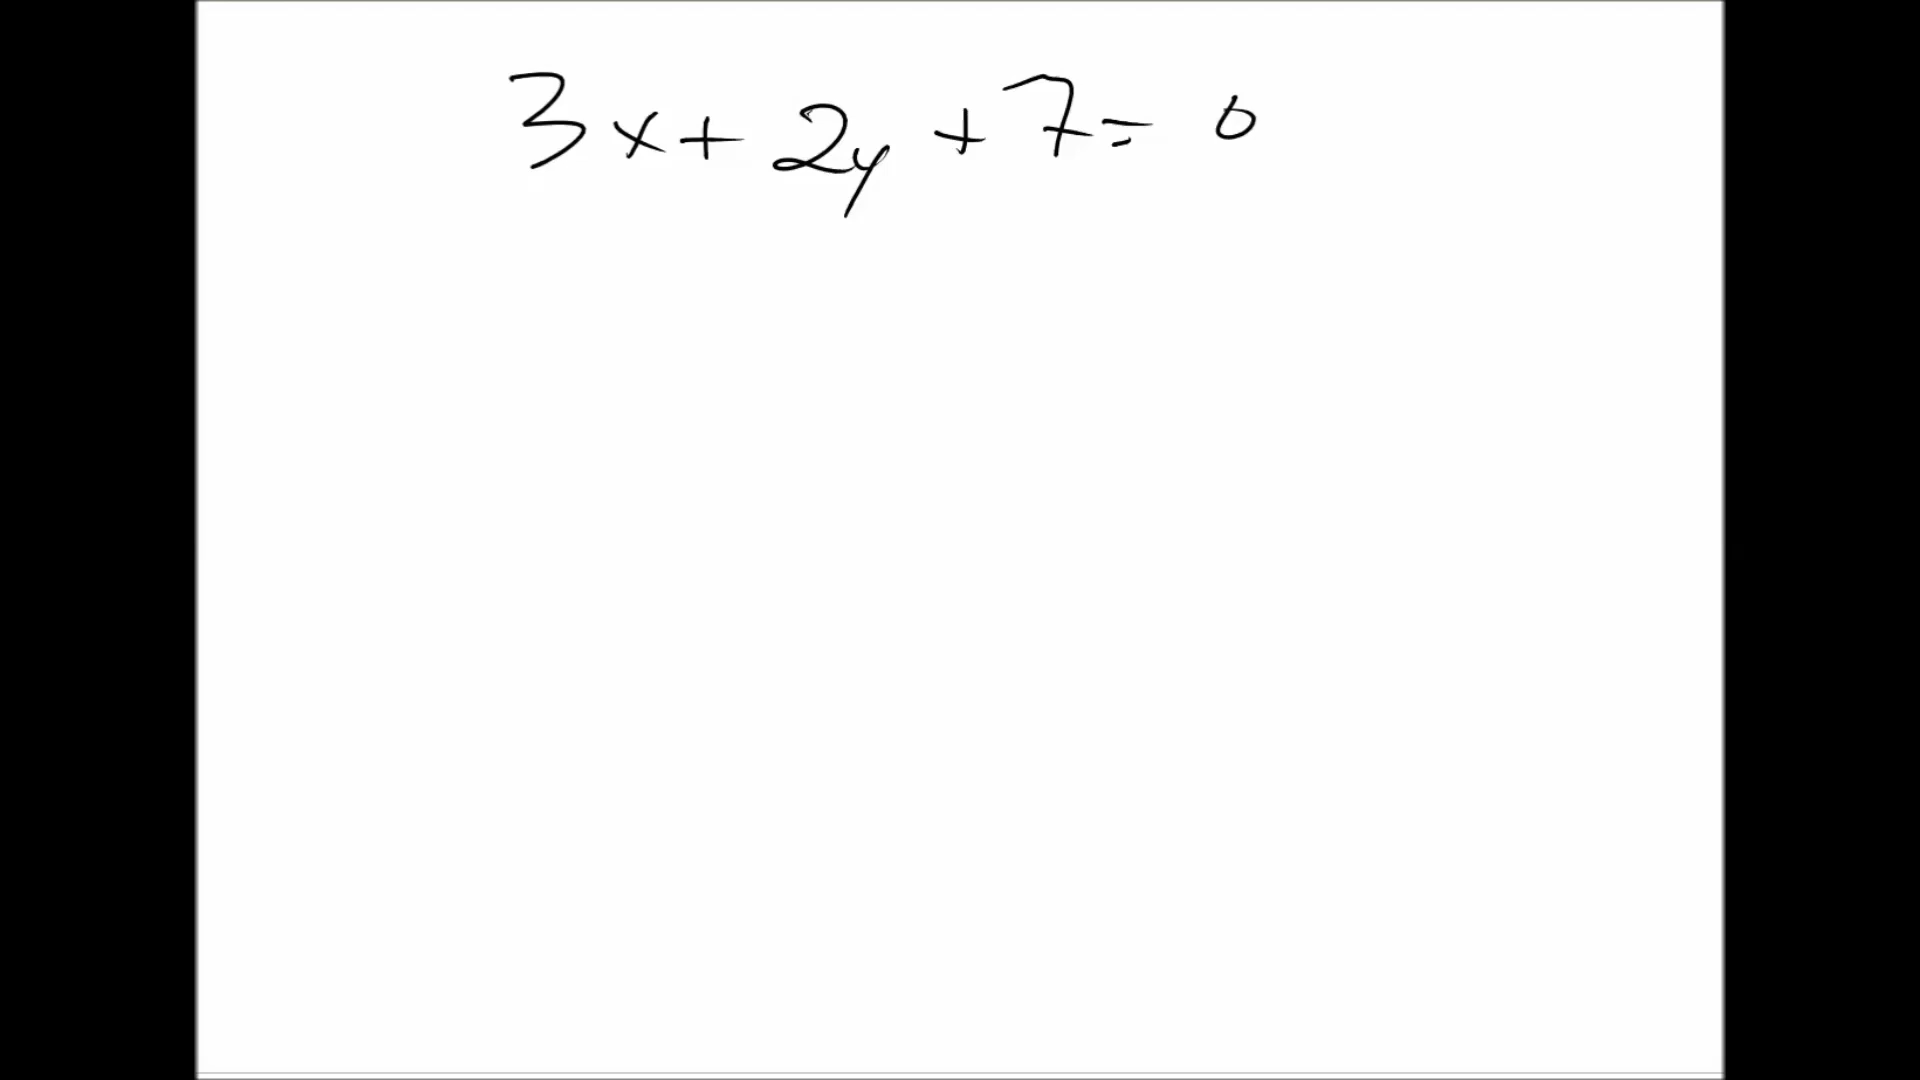 3x + 2y + 7 = 0